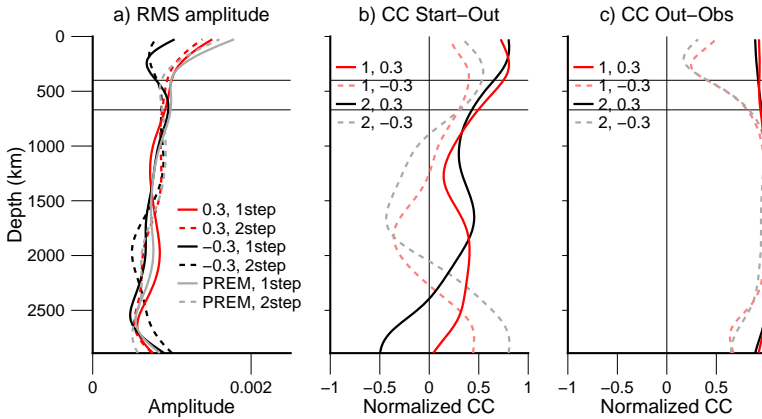 a) RMS amplitude
b) CC Start−Out
c) CC Out−Obs
0
500
1000
1500
2000
2500
Depth (km)
0.3, 1step
0.3, 2step
−0.3, 1step
−0.3, 2step
PREM, 1step
PREM, 2step
1, 0.3
1, −0.3
2, 0.3
2, −0.3
1, 0.3
1, −0.3
2, 0.3
2, −0.3
0 0.002
−1 −0.5 0 0.5 1
−1 −0.5 0 0.5 1
Amplitude
Normalized CC
Normalized CC